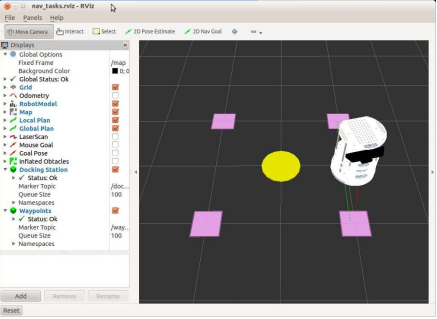 nav_tasks.rviz - RViz
File Panels Help
Move Camera Interact Select 2D Pose Estimate 2D Nav Goal
Displays
Global Options
Fixed Frame /map
Background Color 0; 0
Global Status: Ok
Grid
Odometry
RobotModel
Map
Local Plan
Global Plan
LaserScan
Mouse Goal
Goal Pose
Inflated Obtacles
Docking Station
Status: Ok
Marker Topic /doc...
Queue Size 100
Namespaces
Waypoints
Status: Ok
Marker Topic /way...
Queue Size 100
Namespaces
Add Remove Rename
Reset